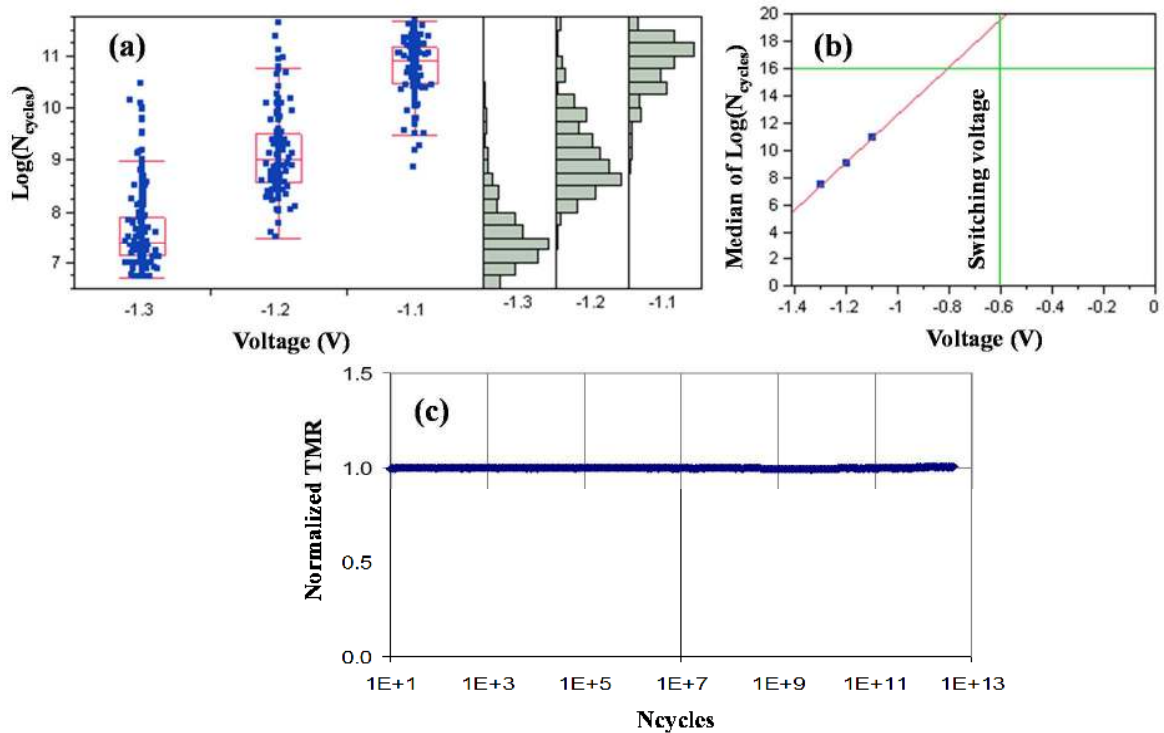 (a)
Log(Ncycles)
11
10
9
8
7
-1.3
-1.2
-1.1
-1.3
-1.2
-1.1
Voltage (V)
(b)
Median of Log(Ncycles)
20
18
16
14
12
10
8
6
4
2
0
Switching voltage
-1.4 -1.2 -1 -0.8 -0.6 -0.4 -0.2 0
Voltage (V)
(c)
Normalized TMR
1.5
1.0
0.5
0.0
1E+1 1E+3 1E+5 1E+7 1E+9 1E+11 1E+13
Ncycles